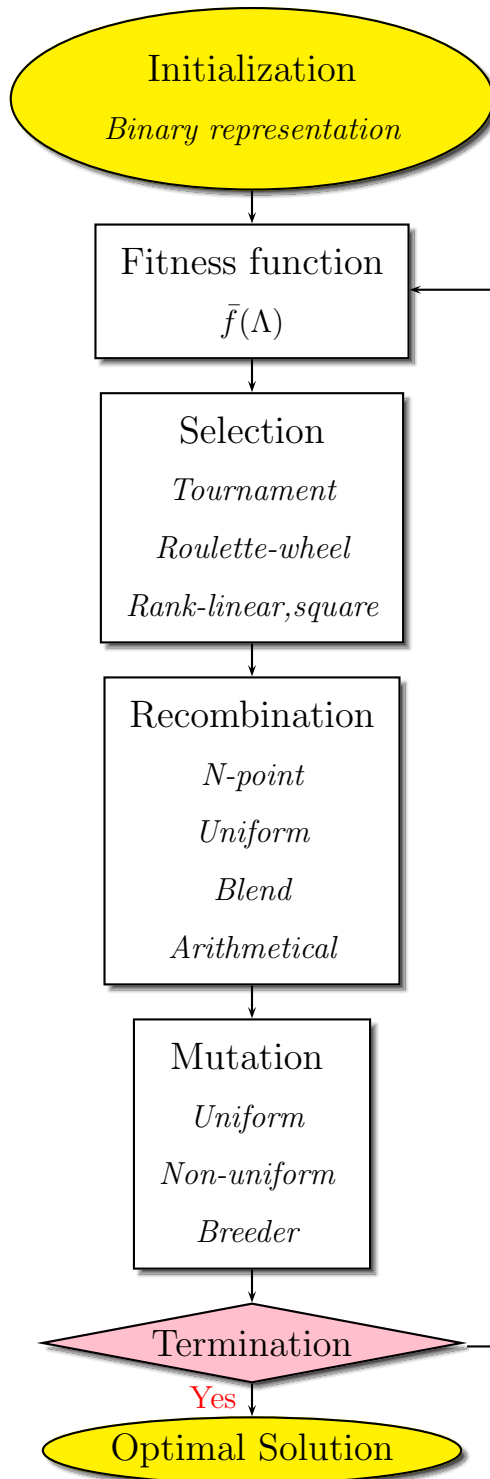 Initialization
Binary representation
Fitness function
f̄(Λ)
Selection
Tournament
Roulette-wheel
Rank-linear,square
Recombination
N-point
Uniform
Blend
Arithmetical
Mutation
Uniform
Non-uniform
Breeder
Termination
Yes
Optimal Solution